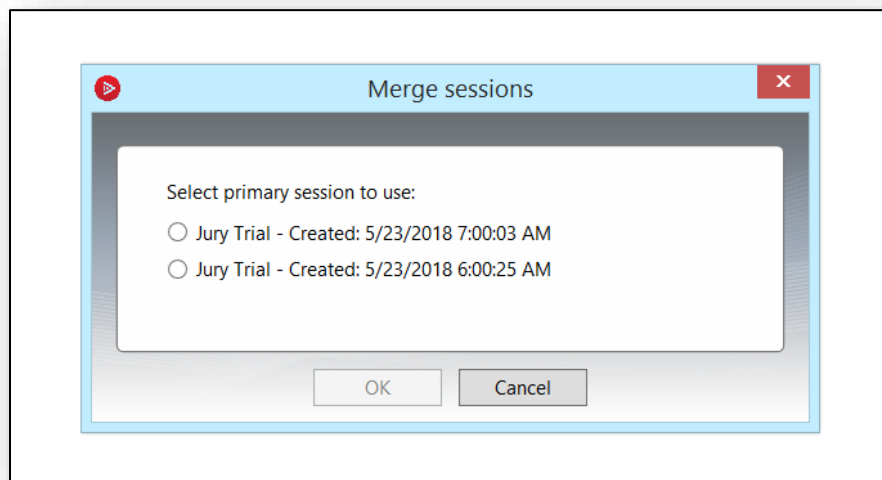 Merge sessions
Select primary session to use:
Jury Trial - Created: 5/23/2018 7:00:03 AM
Jury Trial - Created: 5/23/2018 6:00:25 AM
OK Cancel